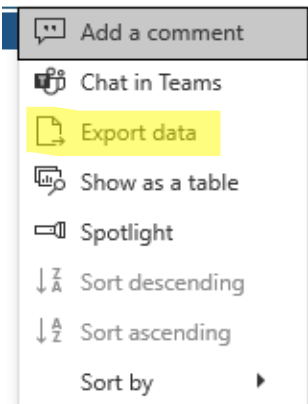 Add a comment
Chat in Teams
Export data
Show as a table
Spotlight
Sort descending
Sort ascending
Sort by